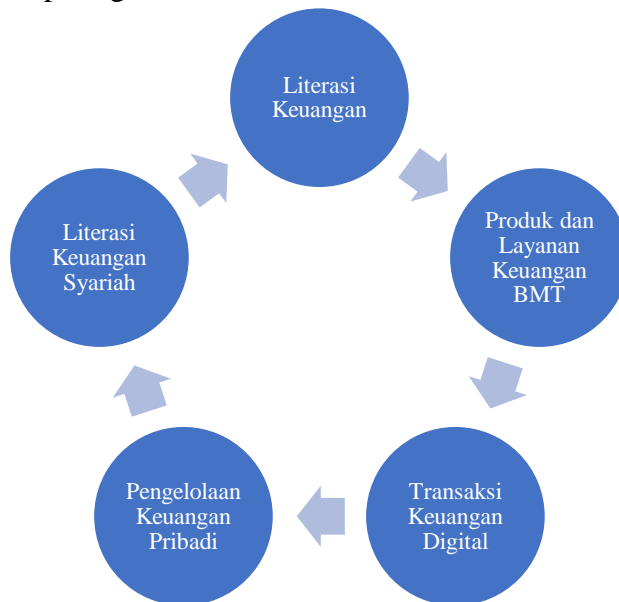 Literasi
Keuangan
Produk dan
Layanan
Keuangan
BMT
Transaksi
Keuangan
Digital
Pengelolaan
Keuangan
Pribadi
Literasi
Keuangan
Syariah